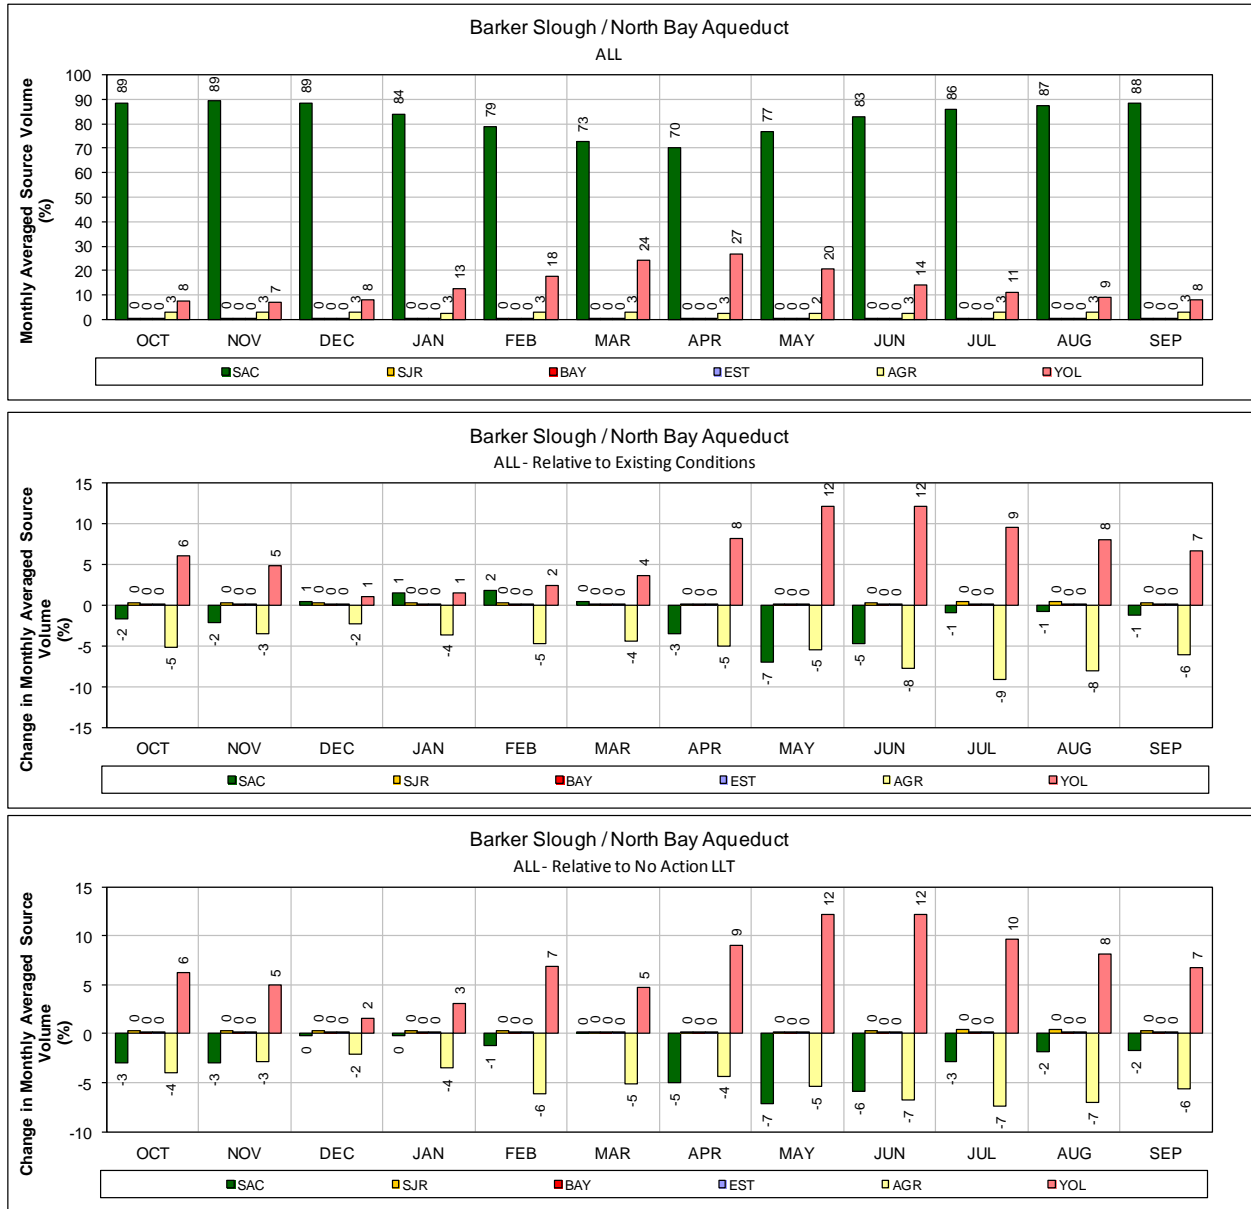 Barker Slough / North Bay Aqueduct
ALL
Monthly Averaged Source Volume
(%)
100
90
80
70
60
50
40
30
20
10
0
89 0 0 0 3 8
89 0 0 0 3 7
89 0 0 0 3 8
84 0 0 0 3 13
79 0 0 0 3 18
73 0 0 0 3 24
70 0 0 0 3 27
77 0 0 0 2 20
83 0 0 0 3 14
86 0 0 0 3 11
87 0 0 0 3 9
88 0 0 0 3 8
OCT NOV DEC JAN FEB MAR APR MAY JUN JUL AUG SEP
SAC SJR BAY EST AGR YOL
Barker Slough / North Bay Aqueduct
ALL - Relative to Existing Conditions
Change in Monthly Averaged Source
Volume
(%)
15
10
5
0
-5
-10
-15
-2 0 0 0 -5 6
-2 0 0 0 -3 5
1 0 0 0 -2 1
1 0 0 0 -4 1
2 0 0 0 -5 2
0 0 0 0 -4 4
-3 0 0 0 -5 8
-7 0 0 0 -5 12
-5 0 0 0 -8 12
-1 0 0 0 -9 9
-1 0 0 0 -8 8
-1 0 0 0 -6 7
OCT NOV DEC JAN FEB MAR APR MAY JUN JUL AUG SEP
SAC SJR BAY EST AGR YOL
Barker Slough / North Bay Aqueduct
ALL - Relative to No Action LLT
Change in Monthly Averaged Source
Volume
(%)
15
10
5
0
-5
-10
-3 0 0 0 -4 6
-3 0 0 0 -3 5
0 0 0 0 -2 2
0 0 0 0 -4 3
-1 0 0 0 -6 7
0 0 0 0 -5 5
-5 0 0 0 -4 9
-7 0 0 0 -5 12
-6 0 0 0 -7 12
-3 0 0 0 -7 10
-2 0 0 0 -7 8
-2 0 0 0 -6 7
OCT NOV DEC JAN FEB MAR APR MAY JUN JUL AUG SEP
SAC SJR BAY EST AGR YOL